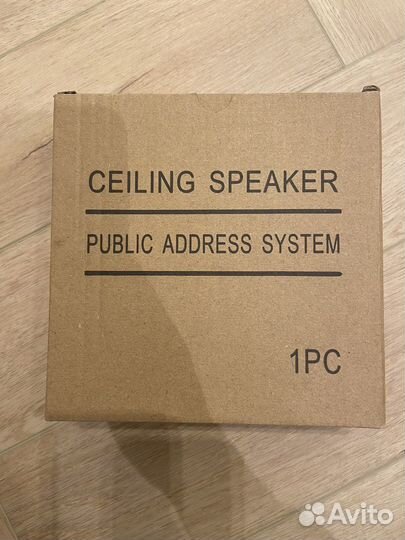 CEILING SPEAKER
PUBLIC ADDRESS SYSTEM
1PC
Avito